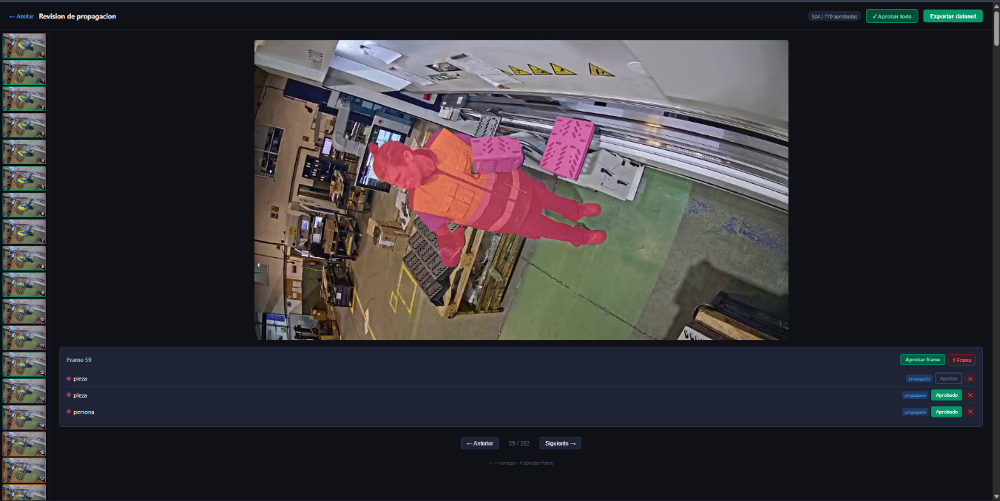 ← Anotar Revision de propagacion 524 / 770 aprobadas ✓ Aprobar todo Exportar dataset
0
1
2
3
4
5
6
7
8
9
10
11
12
13
14
16
17
Frame 59 Aprobar frame × Frame
pieza propagado Aprobar ×
pieza propagado Aprobado ×
persona propagado Aprobado ×
← Anterior 59 / 262 Siguiente →
← → navegar · A aprobar frame